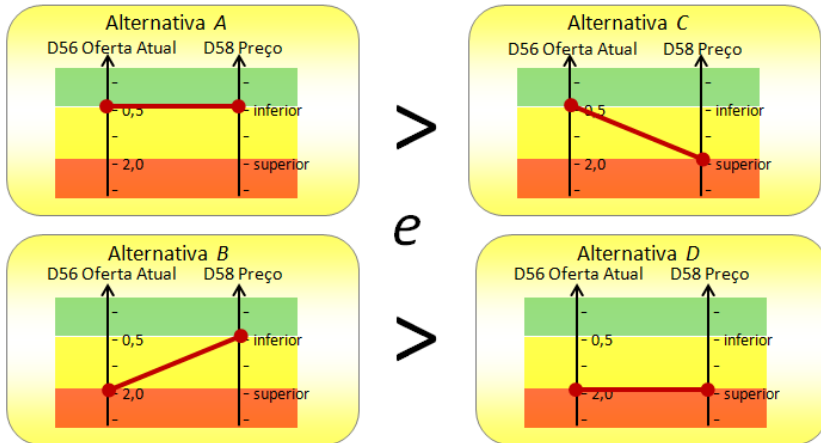 Alternativa A
D56 Oferta Atual D58 Preço
0,5 inferior
2,0 superior
>
Alternativa C
D56 Oferta Atual D58 Preço
0,5 inferior
2,0 superior
e
Alternativa B
D56 Oferta Atual D58 Preço
0,5 inferior
2,0 superior
>
Alternativa D
D56 Oferta Atual D58 Preço
0,5 inferior
2,0 superior